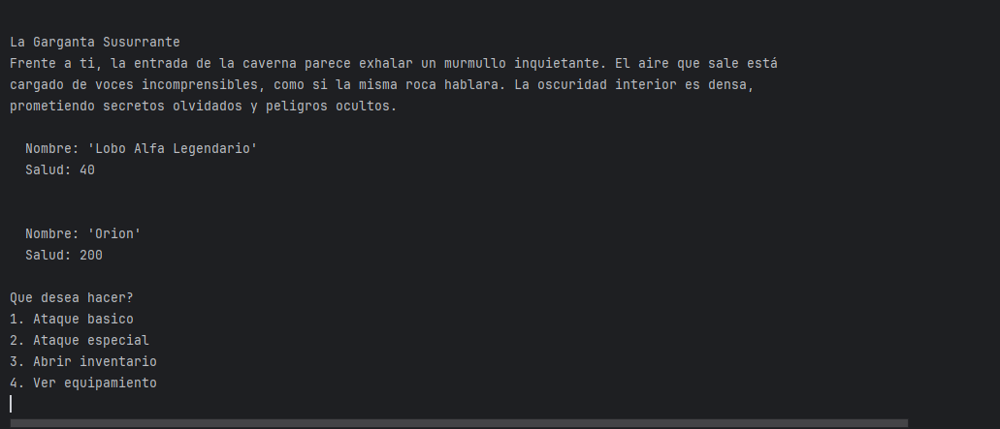 La Garganta Susurrante
Frente a ti, la entrada de la caverna parece exhalar un murmullo inquietante. El aire que sale está
cargado de voces incomprensibles, como si la misma roca hablara. La oscuridad interior es densa,
prometiendo secretos olvidados y peligros ocultos.
Nombre: 'Lobo Alfa Legendario'
Salud: 40
Nombre: 'Orion'
Salud: 200
Que desea hacer?
1. Ataque basico
2. Ataque especial
3. Abrir inventario
4. Ver equipamiento